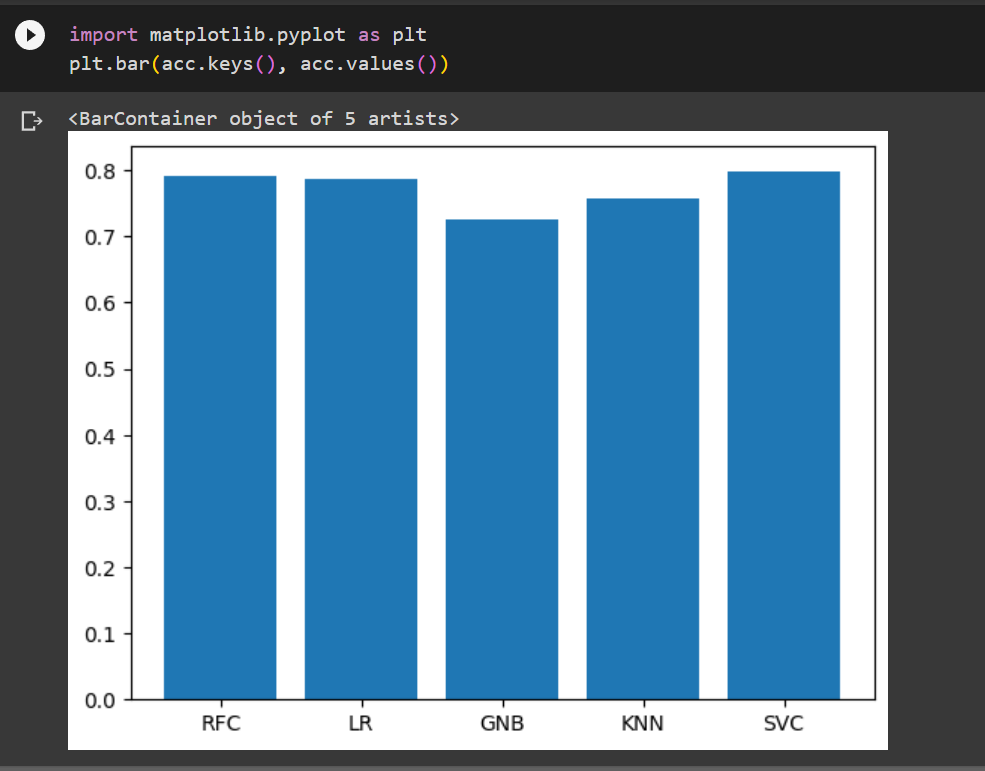 import matplotlib.pyplot as plt
plt.bar(acc.keys(), acc.values())
<BarContainer object of 5 artists>
0.8
0.7
0.6
0.5
0.4
0.3
0.2
0.1
0.0
RFC LR GNB KNN SVC